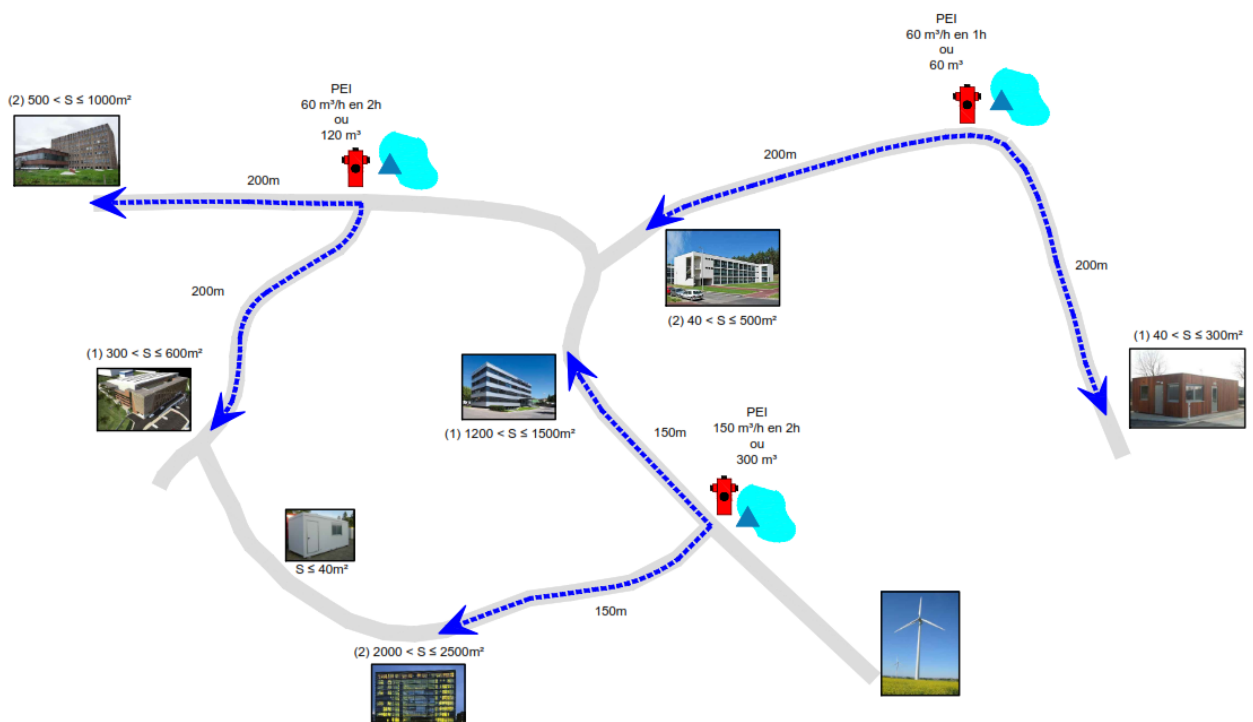 PEI
60 m³/h en 1h
ou
60 m³
(2) 500 < S ≤ 1000m²
PEI
60 m³/h en 2h
ou
120 m³
200m
200m
200m
200m
(2) 40 < S ≤ 500m²
(1) 300 < S ≤ 600m²
(1) 40 < S ≤ 300m²
(1) 1200 < S ≤ 1500m²
150m
PEI
150 m³/h en 2h
ou
300 m³
S ≤ 40m²
150m
(2) 2000 < S ≤ 2500m²